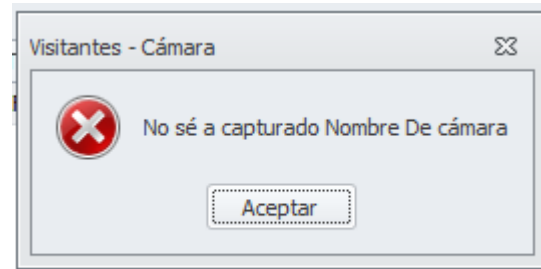 Visitantes - Cámara
No sé a capturado Nombre De cámara
Aceptar